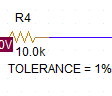 R4
0V
10.0k
TOLERANCE = 1%